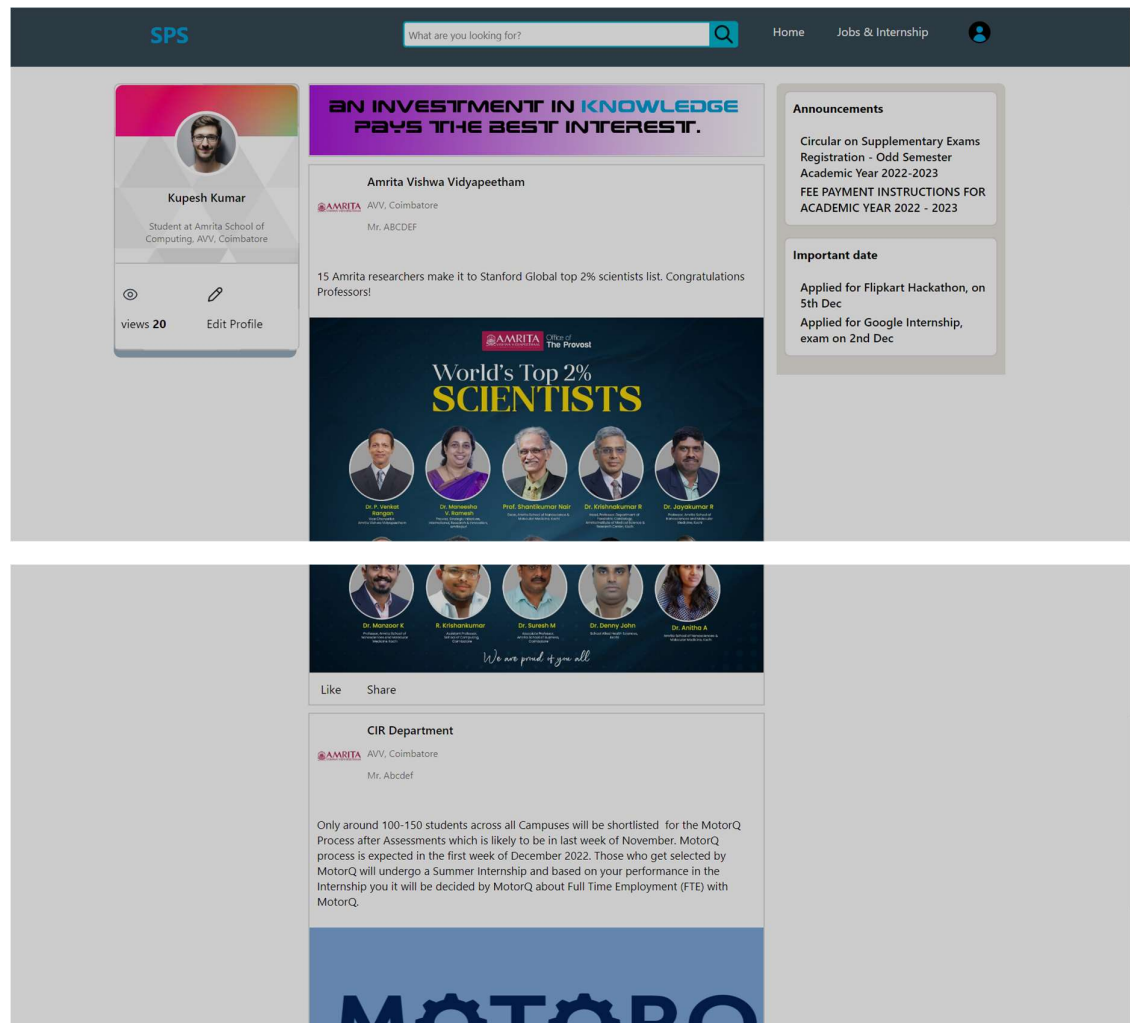 SPS
What are you looking for?
Home
Jobs & Internship
Kupesh Kumar
Student at Amrita School of
Computing, AVV, Coimbatore
views 20
Edit Profile
AN INVESTMENT IN KNOWLEDGE
PAYS THE BEST INTEREST.
Amrita Vishwa Vidyapeetham
AMRITA
AVV, Coimbatore
Mr. ABCDEF
15 Amrita researchers make it to Stanford Global top 2% scientists list. Congratulations
Professors!
AMRITA
Office of
The Provost
World's Top 2%
SCIENTISTS
Dr. P. Venkat
Rangan
Dr. Maneesha
V. Ramesh
Prof. Shantikumar Nair
Dr. Krishnakumar R
Dr. Jayakumar R
Announcements
Circular on Supplementary Exams
Registration - Odd Semester
Academic Year 2022-2023
FEE PAYMENT INSTRUCTIONS FOR
ACADEMIC YEAR 2022 - 2023
Important date
Applied for Flipkart Hackathon, on
5th Dec
Applied for Google Internship,
exam on 2nd Dec
Dr. Manzoor K
R. Krishankumar
Dr. Suresh M
Dr. Denny John
Dr. Anitha A
We are proud of you all
Like
Share
CIR Department
AMRITA
AVV, Coimbatore
Mr. Abcdef
Only around 100-150 students across all Campuses will be shortlisted  for the MotorQ
Process after Assessments which is likely to be in last week of November. MotorQ
process is expected in the first week of December 2022. Those who get selected by
MotorQ will undergo a Summer Internship and based on your performance in the
Internship you it will be decided by MotorQ about Full Time Employment (FTE) with
MotorQ.
MOTORQ